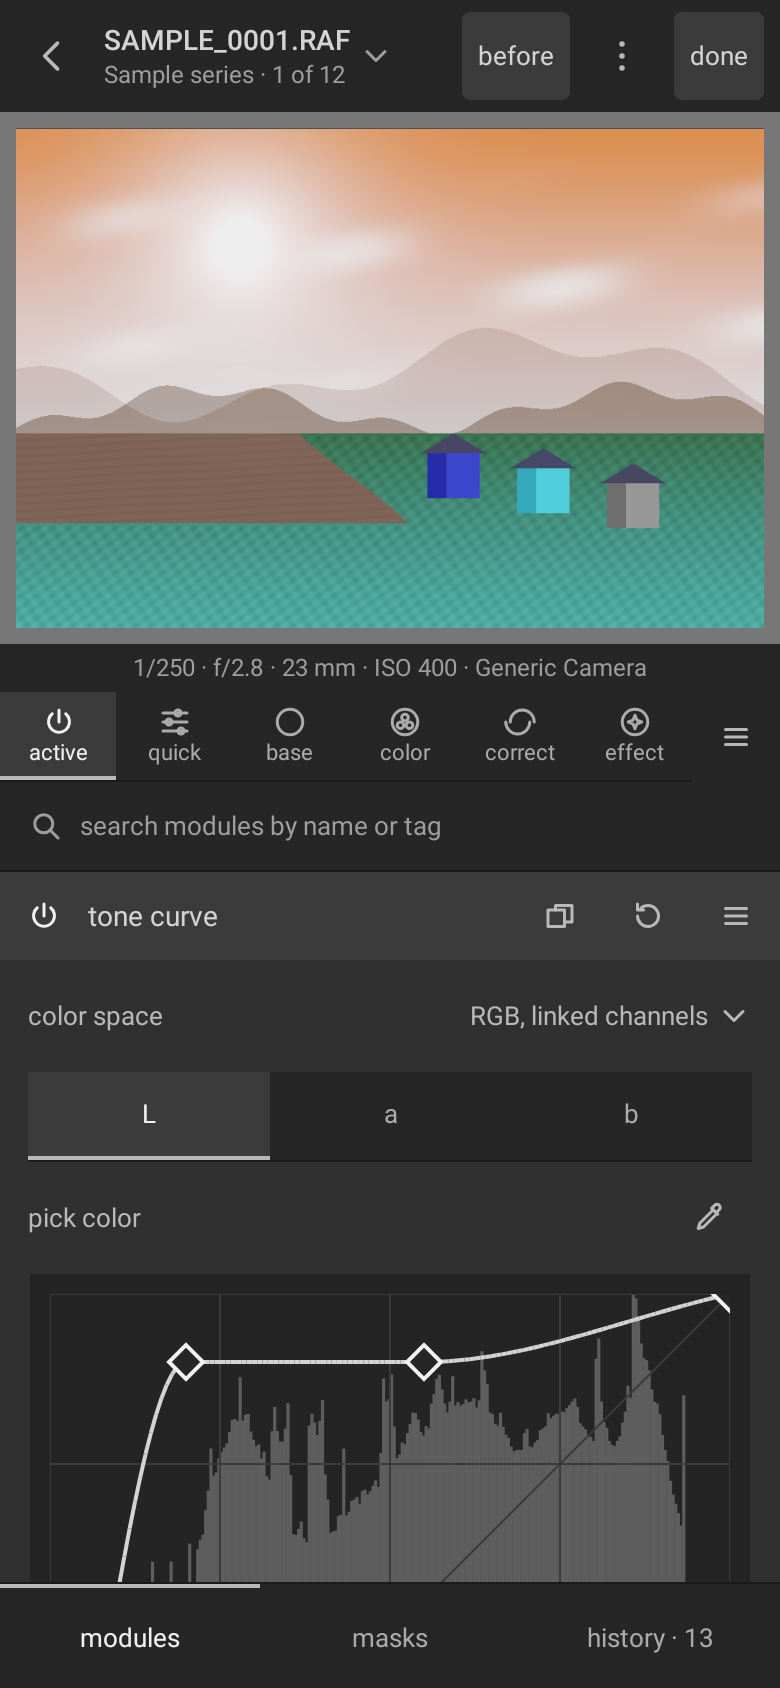 SAMPLE_0001.RAF
Sample series · 1 of 12
before
done
1/250 · f/2.8 · 23 mm · ISO 400 · Generic Camera
active
quick
base
color
correct
effect
search modules by name or tag
tone curve
color space
RGB, linked channels
L
a
b
pick color
modules
masks
history · 13